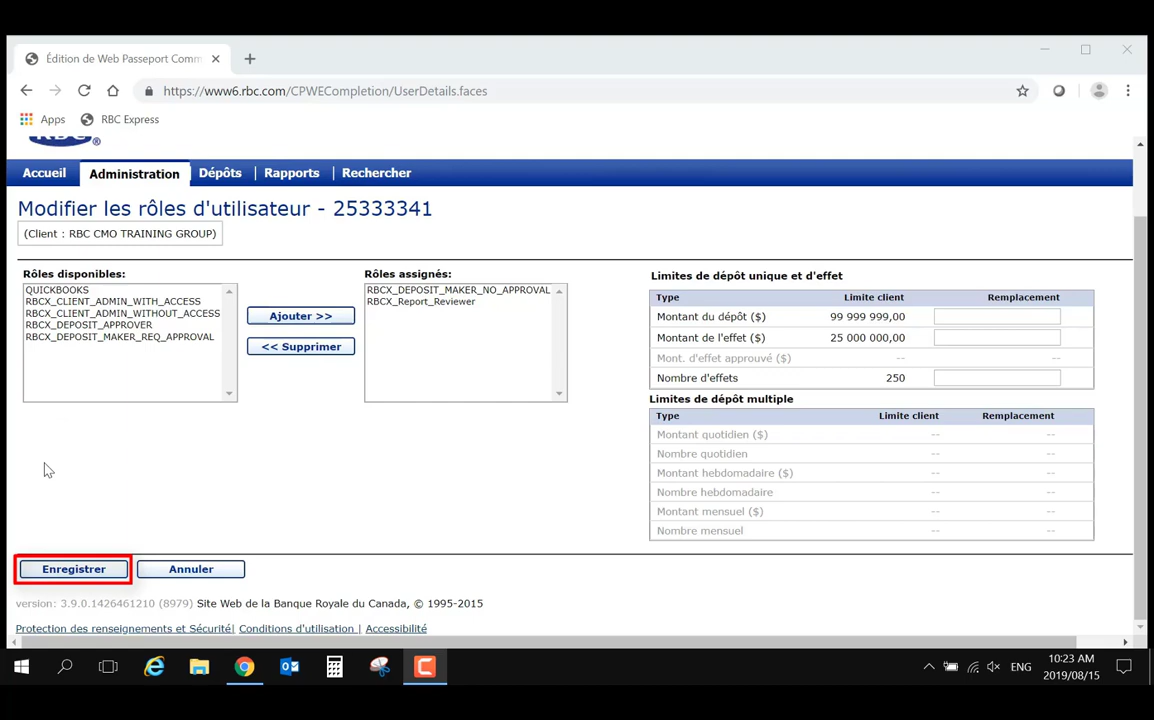 Édition de Web Passeport Comm
https://www6.rbc.com/CPWECompletion/UserDetails.faces
Apps RBC Express
RBC ®
Accueil Administration Dépôts | Rapports | Rechercher
Modifier les rôles d'utilisateur - 25333341
(Client : RBC CMO TRAINING GROUP)
Rôles disponibles:
QUICKBOOKS
RBCX_CLIENT_ADMIN_WITH_ACCESS
RBCX_CLIENT_ADMIN_WITHOUT_ACCESS
RBCX_DEPOSIT_APPROVER
RBCX_DEPOSIT_MAKER_REQ_APPROVAL
Ajouter >>
<< Supprimer
Rôles assignés:
RBCX_DEPOSIT_MAKER_NO_APPROVAL
RBCX_Report_Reviewer
Limites de dépôt unique et d'effet
Type Limite client Remplacement
Montant du dépôt ($) 99 999 999,00
Montant de l'effet ($) 25 000 000,00
Mont. d'effet approuvé ($) -- --
Nombre d'effets 250
Limites de dépôt multiple
Type Limite client Remplacement
Montant quotidien ($) -- --
Nombre quotidien -- --
Montant hebdomadaire ($) -- --
Nombre hebdomadaire -- --
Montant mensuel ($) -- --
Nombre mensuel -- --
Enregistrer Annuler
version: 3.9.0.1426461210 (8979) Site Web de la Banque Royale du Canada, © 1995-2015
Protection des renseignements et Sécurité| Conditions d'utilisation | Accessibilité
ENG
10:23 AM
2019/08/15